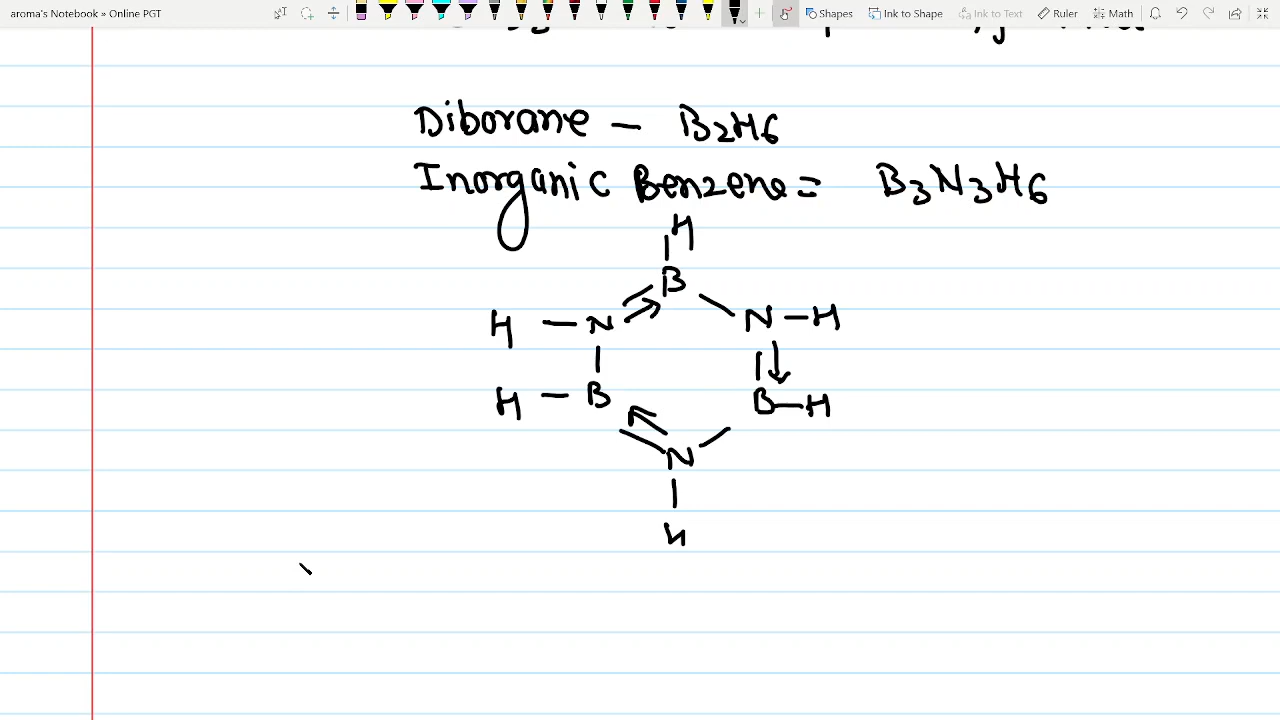 aroma's Notebook » Online PGT
Shapes Ink to Shape Ink to Text Ruler Math
Diborane - B2H6
Inorganic Benzene = B3N3H6
H
B
H - N N - H
H - B B - H
N
H